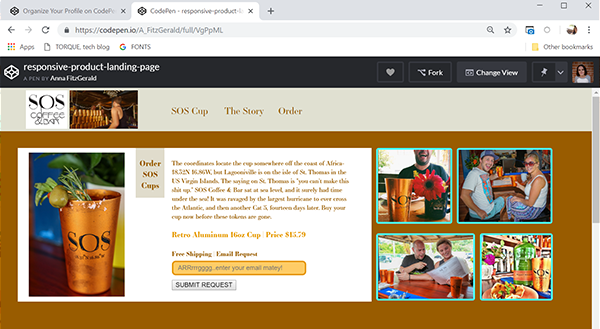 Organize Your Profile on CodePe
CodePen - responsive-product-l
https://codepen.io/A_FitzGerald/full/VgPpML
Apps
TORQUE, tech blog
FONTS
Other bookmarks
responsive-product-landing-page
A PEN BY Anna FitzGerald
Fork
Change View
SOS
COFFEE
&BAR
SOS Cup
The Story
Order
Order
SOS
Cups
The coordinates locate the cup somewhere off the coast of Africa-
18.52N 16.86W, but Lagoonville is on the isle of St. Thomas in the
US Virgin Islands. The saying on St. Thomas is "you can't make this
shit up." SOS Coffee & Bar sat at sea level, and it surely had time
under the sea! It was ravaged by the largest hurricane to ever cross
the Atlantic, and then another Cat 5, fourteen days later. Buy your
cup now before these tokens are gone.
Retro Aluminum 16oz Cup | Price $15.79
Free Shipping | Email Request
ARRrrrgggg..enter your email matey!
SUBMIT REQUEST
SOS
SOS
SOS